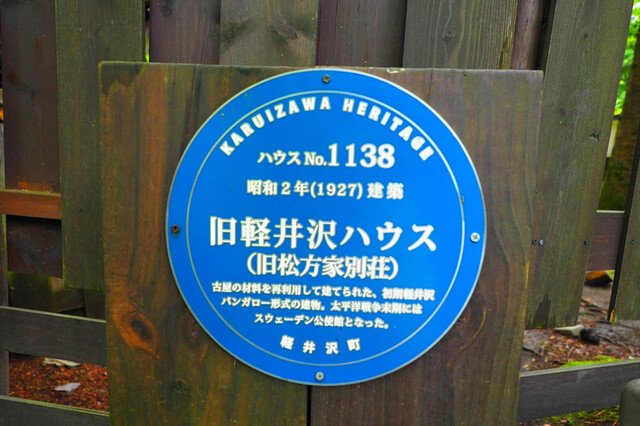 KARUIZAWA HERITAGE
ハウスNo.1138
昭和2年(1927)建築
旧軽井沢ハウス
(旧松方家別荘)
古屋の材料を再利用して建てられた、初期軽井沢
バンガロー形式の建物。太平洋戦争末期には
スウェーデン公使館となった。
軽井沢町